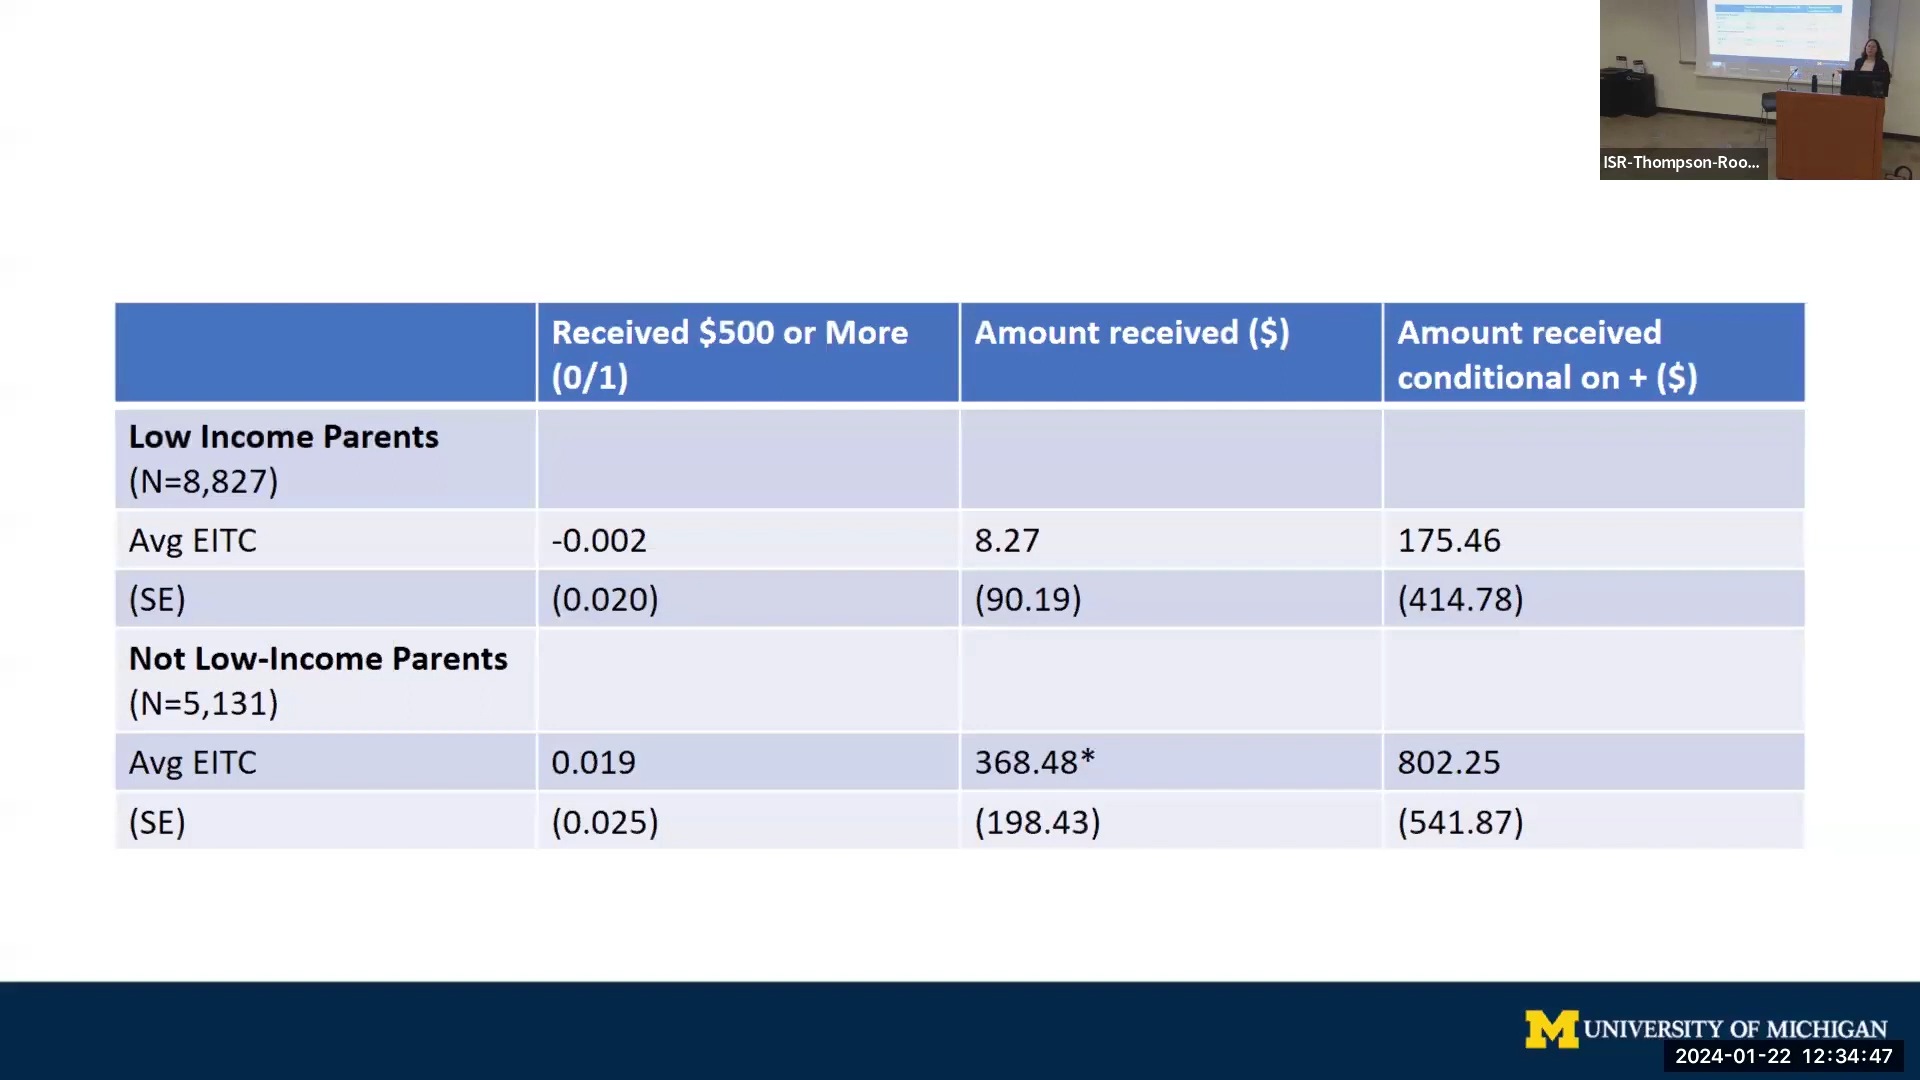 ISR-Thompson-Roo...
Received $500 or More (0/1)
Amount received ($)
Amount received conditional on + ($)
Low Income Parents
(N=8,827)
Avg EITC -0.002 8.27 175.46
(SE) (0.020) (90.19) (414.78)
Not Low-Income Parents
(N=5,131)
Avg EITC 0.019 368.48* 802.25
(SE) (0.025) (198.43) (541.87)
M UNIVERSITY OF MICHIGAN
2024-01-22 12:34:47